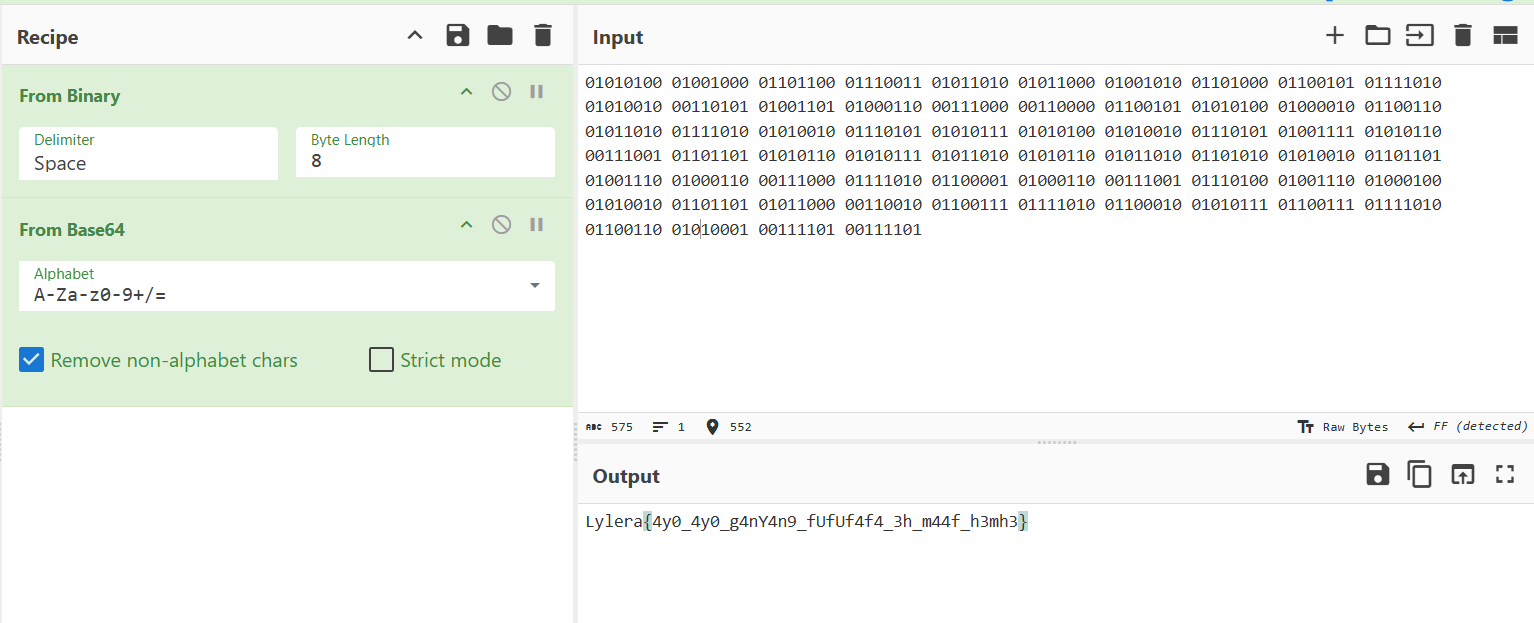 Recipe
From Binary
Delimiter
Space
Byte Length
8
From Base64
Alphabet
A-Za-z0-9+/=
Remove non-alphabet chars
Strict mode
Input
01010100 01001000 01101100 01110011 01011010 01011000 01001010 01101000 01100101 01111010
01010010 00110101 01001101 01000110 00111000 00110000 01100101 01010100 01000010 01100110
01011010 01111010 01010010 01110101 01010111 01010100 01010010 01110101 01001111 01010110
00111001 01101101 01010110 01010111 01011010 01010110 01011010 01101010 01010010 01101101
01001110 01000110 00111000 01111010 01100001 01000110 00111001 01110100 01001110 01000100
01010010 01101101 01011000 00110010 01100111 01111010 01100010 01010111 01100111 01111010
01100110 01010001 00111101 00111101
ABC 575 1 552
Raw Bytes FF (detected)
Output
Lylera{4y0_4y0_g4nY4n9_fUfUf4f4_3h_m44f_h3mh3}